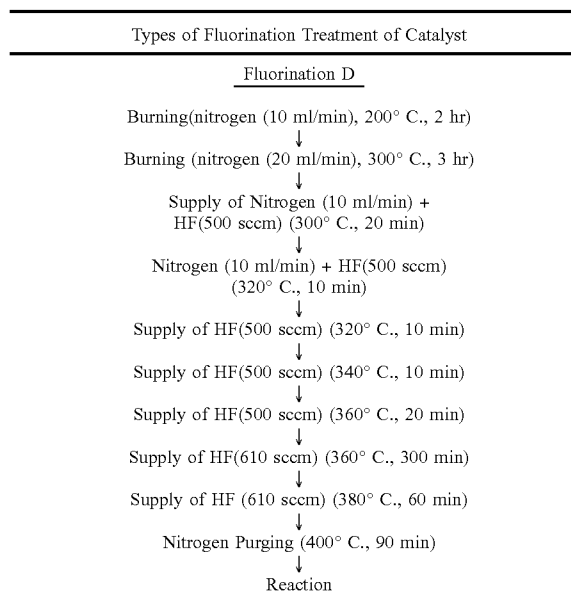 Types of Fluorination Treatment of Catalyst
Fluorination D
Burning(nitrogen (10 ml/min), 200° C., 2 hr)
↓
Burning (nitrogen (20 ml/min), 300° C., 3 hr)
↓
Supply of Nitrogen (10 ml/min) +
HF(500 sccm) (300° C., 20 min)
↓
Nitrogen (10 ml/min) + HF(500 sccm)
(320° C., 10 min)
↓
Supply of HF(500 sccm) (320° C., 10 min)
↓
Supply of HF(500 sccm) (340° C., 10 min)
↓
Supply of HF(500 sccm) (360° C., 20 min)
↓
Supply of HF(610 sccm) (360° C., 300 min)
↓
Supply of HF (610 sccm) (380° C., 60 min)
↓
Nitrogen Purging (400° C., 90 min)
↓
Reaction